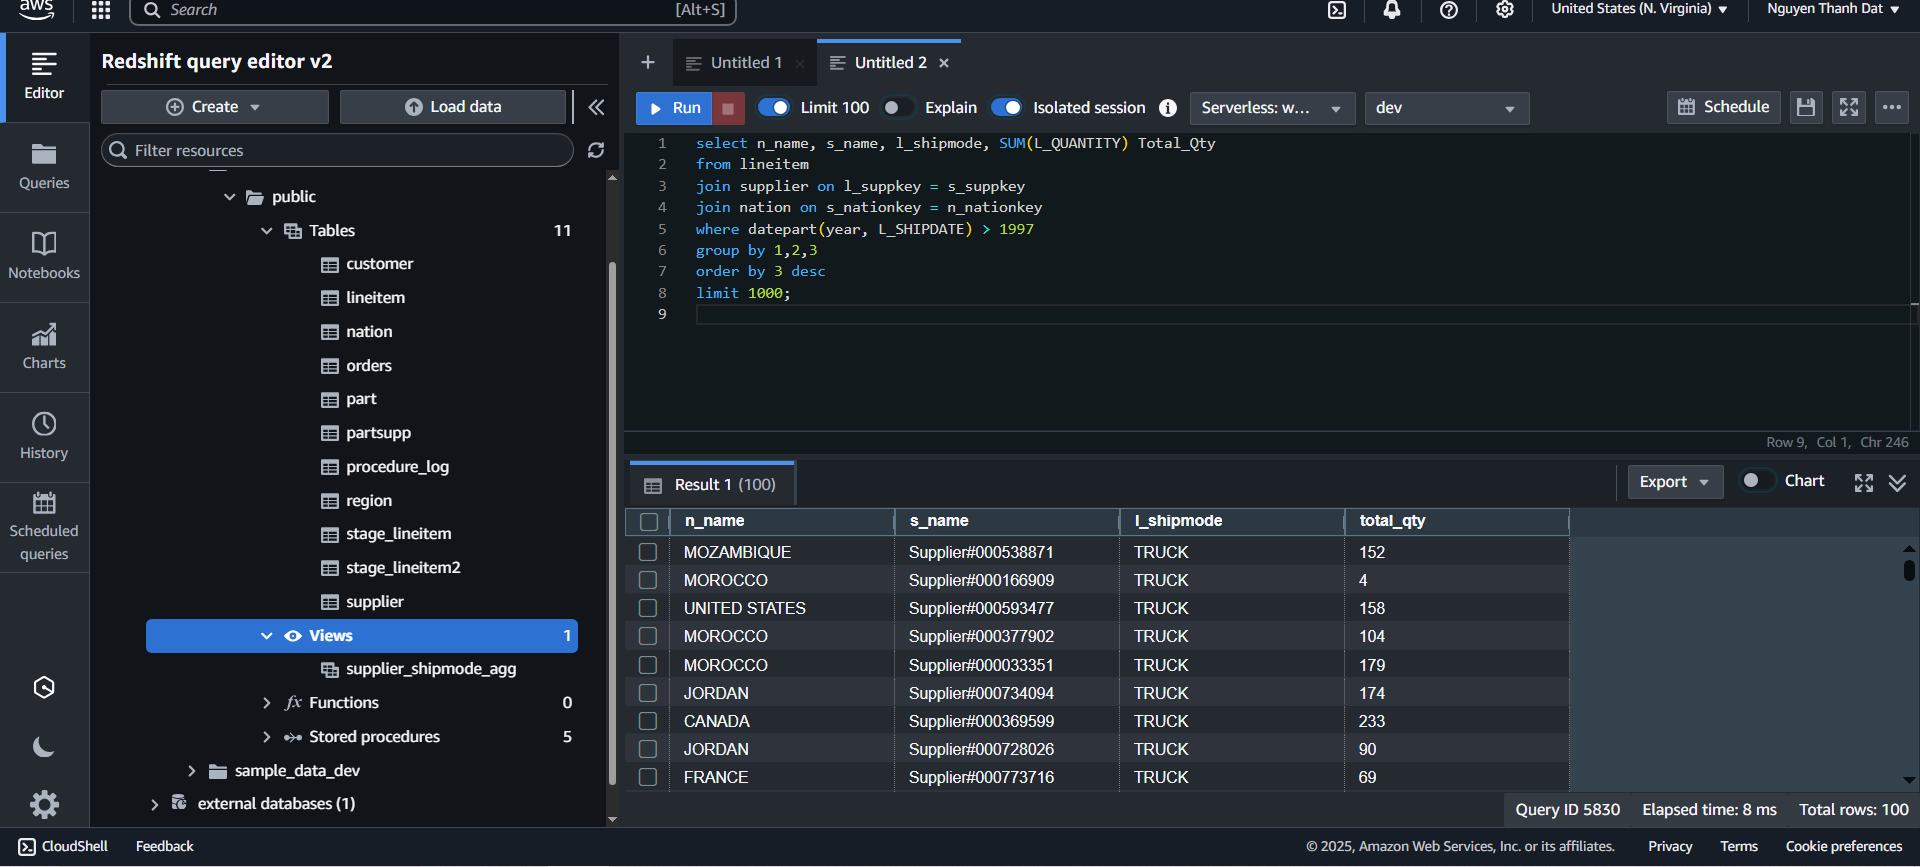 aws
Search
[Alt+S]
United States (N. Virginia)
Nguyen Thanh Dat
Editor
Queries
Notebooks
Charts
History
Scheduled
queries
Redshift query editor v2
Create
Load data
Filter resources
public
Tables 11
customer
lineitem
nation
orders
part
partsupp
procedure_log
region
stage_lineitem
stage_lineitem2
supplier
Views 1
supplier_shipmode_agg
fx Functions 0
Stored procedures 5
sample_data_dev
external databases (1)
Untitled 1
Untitled 2
Run
Limit 100
Explain
Isolated session
Serverless: w...
dev
Schedule
1 select n_name, s_name, l_shipmode, SUM(L_QUANTITY) Total_Qty
2 from lineitem
3 join supplier on l_suppkey = s_suppkey
4 join nation on s_nationkey = n_nationkey
5 where datepart(year, L_SHIPDATE) > 1997
6 group by 1,2,3
7 order by 3 desc
8 limit 1000;
9
Row 9, Col 1, Chr 246
Result 1 (100)
Export
Chart
n_name s_name l_shipmode total_qty
MOZAMBIQUE Supplier#000538871 TRUCK 152
MOROCCO Supplier#000166909 TRUCK 4
UNITED STATES Supplier#000593477 TRUCK 158
MOROCCO Supplier#000377902 TRUCK 104
MOROCCO Supplier#000033351 TRUCK 179
JORDAN Supplier#000734094 TRUCK 174
CANADA Supplier#000369599 TRUCK 233
JORDAN Supplier#000728026 TRUCK 90
FRANCE Supplier#000773716 TRUCK 69
Query ID 5830 Elapsed time: 8 ms Total rows: 100
CloudShell
Feedback
© 2025, Amazon Web Services, Inc. or its affiliates.
Privacy
Terms
Cookie preferences